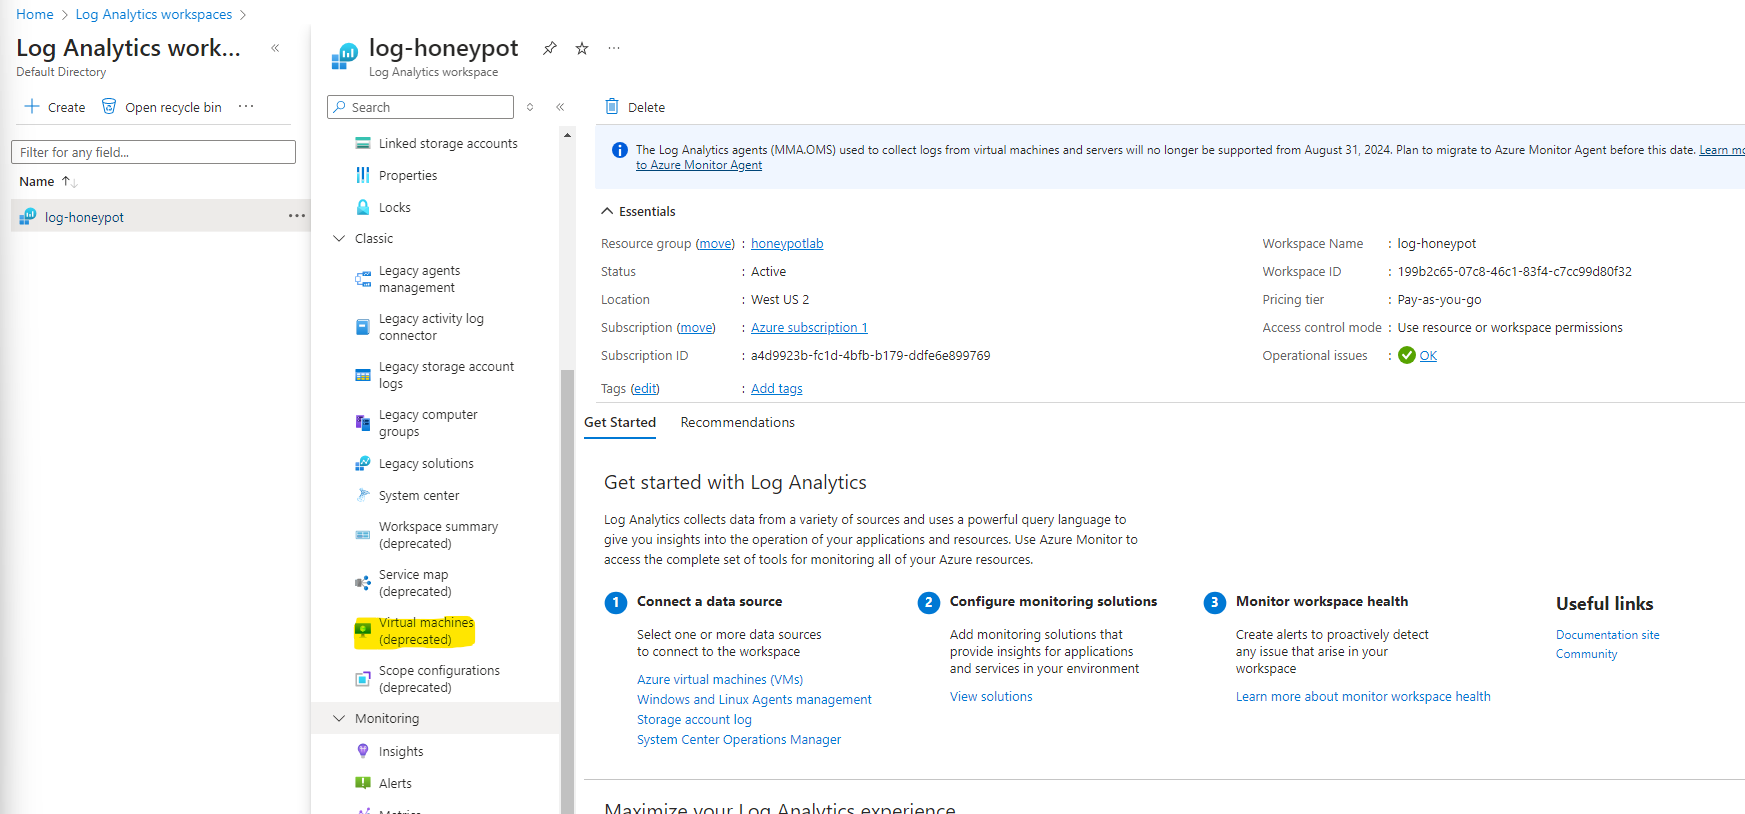 Home > Log Analytics workspaces >
Log Analytics work... «
Default Directory
Create Open recycle bin ...
Filter for any field...
Name ↑↓
log-honeypot ...
log-honeypot ...
Log Analytics workspace
Search «
Linked storage accounts
Properties
Locks
Classic
Legacy agents
management
Legacy activity log
connector
Legacy storage account
logs
Legacy computer
groups
Legacy solutions
System center
Workspace summary
(deprecated)
Service map
(deprecated)
Virtual machines
(deprecated)
Scope configurations
(deprecated)
Monitoring
Insights
Alerts
Metrics
Delete
The Log Analytics agents (MMA.OMS) used to collect logs from virtual machines and servers will no longer be supported from August 31, 2024. Plan to migrate to Azure Monitor Agent before this date. Learn mo
to Azure Monitor Agent
Essentials
Resource group (move) : honeypotlab
Status : Active
Location : West US 2
Subscription (move) : Azure subscription 1
Subscription ID : a4d9923b-fc1d-4bfb-b179-ddfe6e899769
Tags (edit) : Add tags
Workspace Name : log-honeypot
Workspace ID : 199b2c65-07c8-46c1-83f4-c7cc99d80f32
Pricing tier : Pay-as-you-go
Access control mode : Use resource or workspace permissions
Operational issues : OK
Get Started Recommendations
Get started with Log Analytics
Log Analytics collects data from a variety of sources and uses a powerful query language to
give you insights into the operation of your applications and resources. Use Azure Monitor to
access the complete set of tools for monitoring all of your Azure resources.
1 Connect a data source
Select one or more data sources
to connect to the workspace
Azure virtual machines (VMs)
Windows and Linux Agents management
Storage account log
System Center Operations Manager
2 Configure monitoring solutions
Add monitoring solutions that
provide insights for applications
and services in your environment
View solutions
3 Monitor workspace health
Create alerts to proactively detect
any issue that arise in your
workspace
Learn more about monitor workspace health
Useful links
Documentation site
Community
Maximize your Log Analytics experience